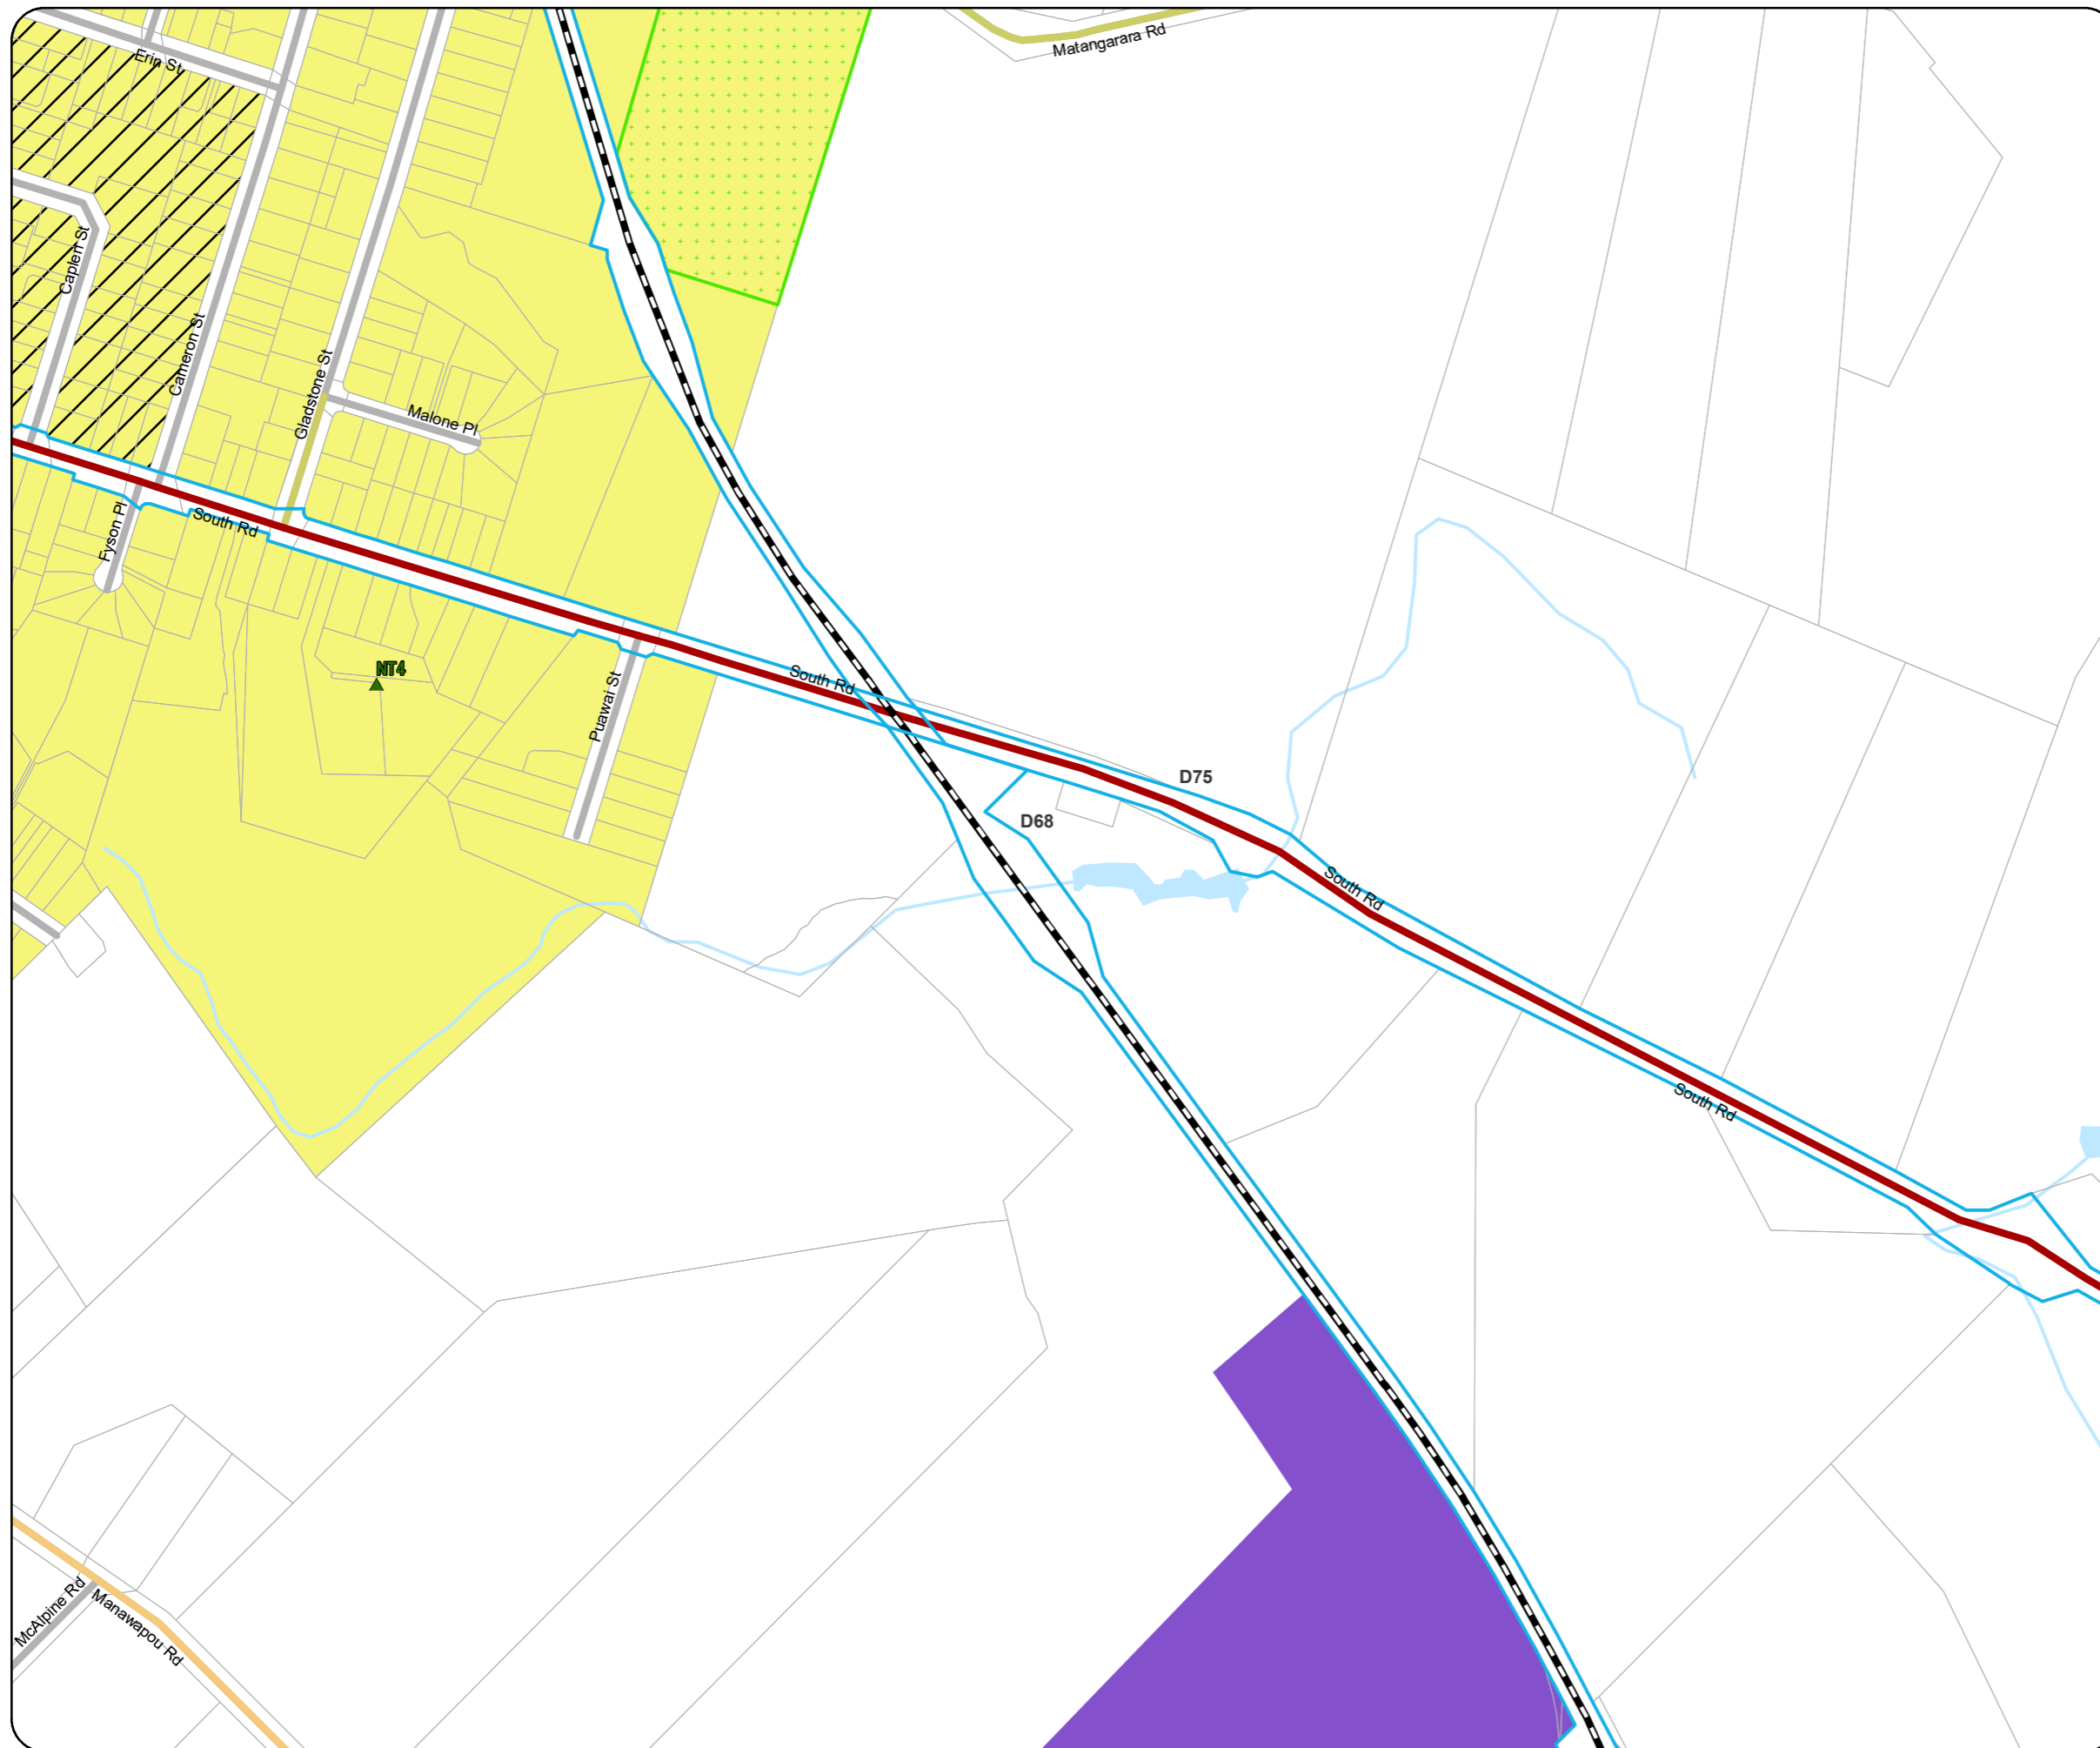 Matangarara Rd
Erin St
Caplen St
Cameron St
Gladstone St
Malone Pl
Fyson Pl
South Rd
NT4
Puawai St
South Rd
D75
D68
South Rd
South Rd
McAlpine Rd
Manawapou Rd